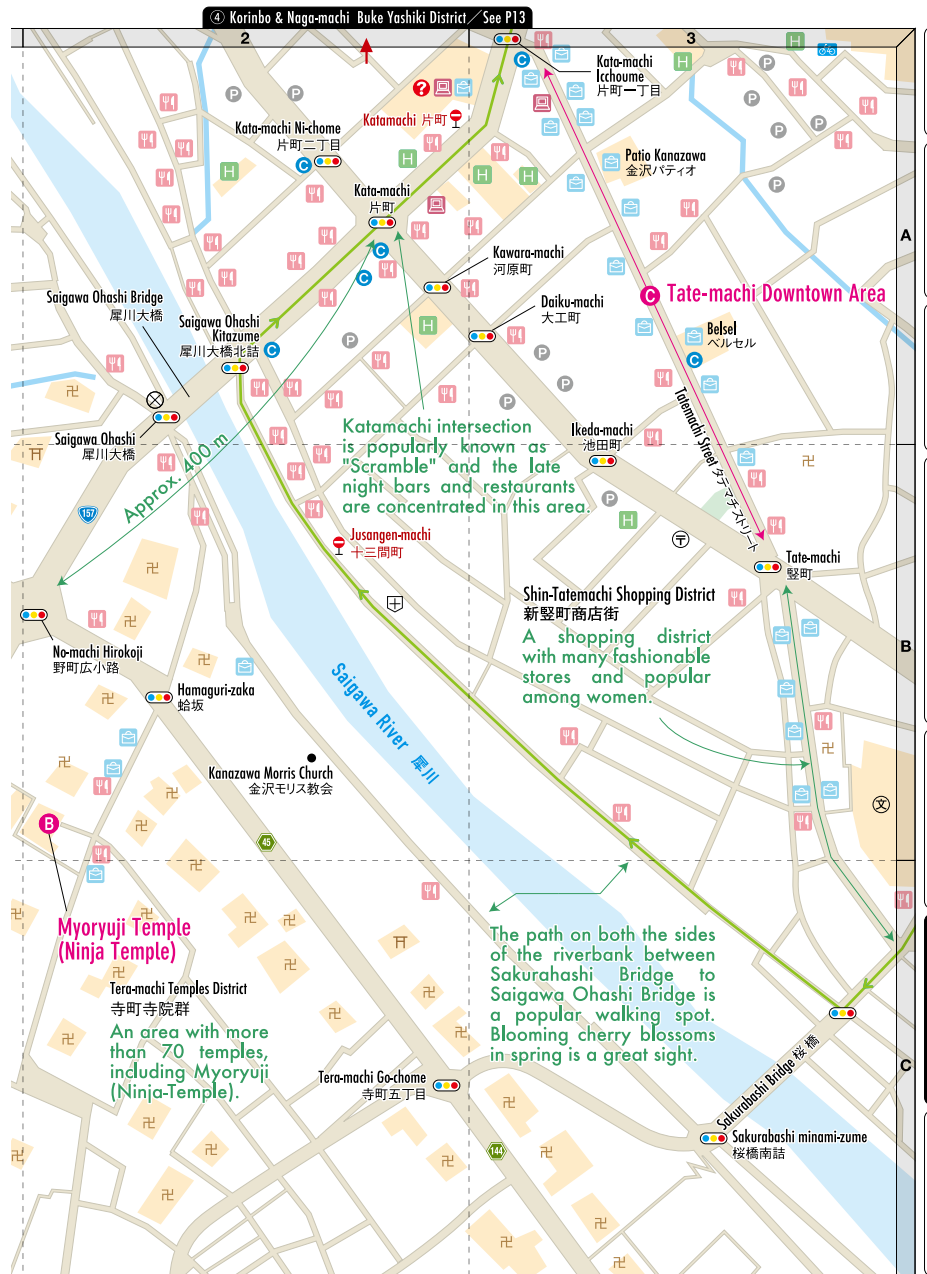 ④ Korinbo & Naga-machi Buke Yashiki District／See P13
2
3
Kata-machi
Icchoume
片町一丁目
Katamachi 片町
Kata-machi Ni-chome
片町二丁目
Patio Kanazawa
金沢パティオ
Kata-machi
片町
A
Kawara-machi
河原町
Saigawa Ohashi Bridge
犀川大橋
C Tate-machi Downtown Area
Daiku-machi
大工町
Saigawa Ohashi
Kitazume
犀川大橋北詰
Belsel
ベルセル
Saigawa Ohashi
犀川大橋
Approx. 400 m
Katamachi intersection
is popularly known as
"Scramble" and the late
night bars and restaurants
are concentrated in this area.
Ikeda-machi
池田町
Tatemachi Street タテマチストリート
157
Jusangen-machi
十三間町
Tate-machi
竪町
Shin-Tatemachi Shopping District
新竪町商店街
A shopping district
with many fashionable
stores and popular
among women.
No-machi Hirokoji
野町広小路
B
Hamaguri-zaka
蛤坂
Saigawa River 犀川
Kanazawa Morris Church
金沢モリス教会
文
B
45
Myoryuji Temple
(Ninja Temple)
The path on both the sides
of the riverbank between
Sakurahashi Bridge to
Saigawa Ohashi Bridge is
a popular walking spot.
Blooming cherry blossoms
in spring is a great sight.
Tera-machi Temples District
寺町寺院群
An area with more
than 70 temples,
including Myoryuji
(Ninja-Temple).
C
Tera-machi Go-chome
寺町五丁目
Sakurabashi Bridge 桜橋
144
Sakurabashi minami-zume
桜橋南詰